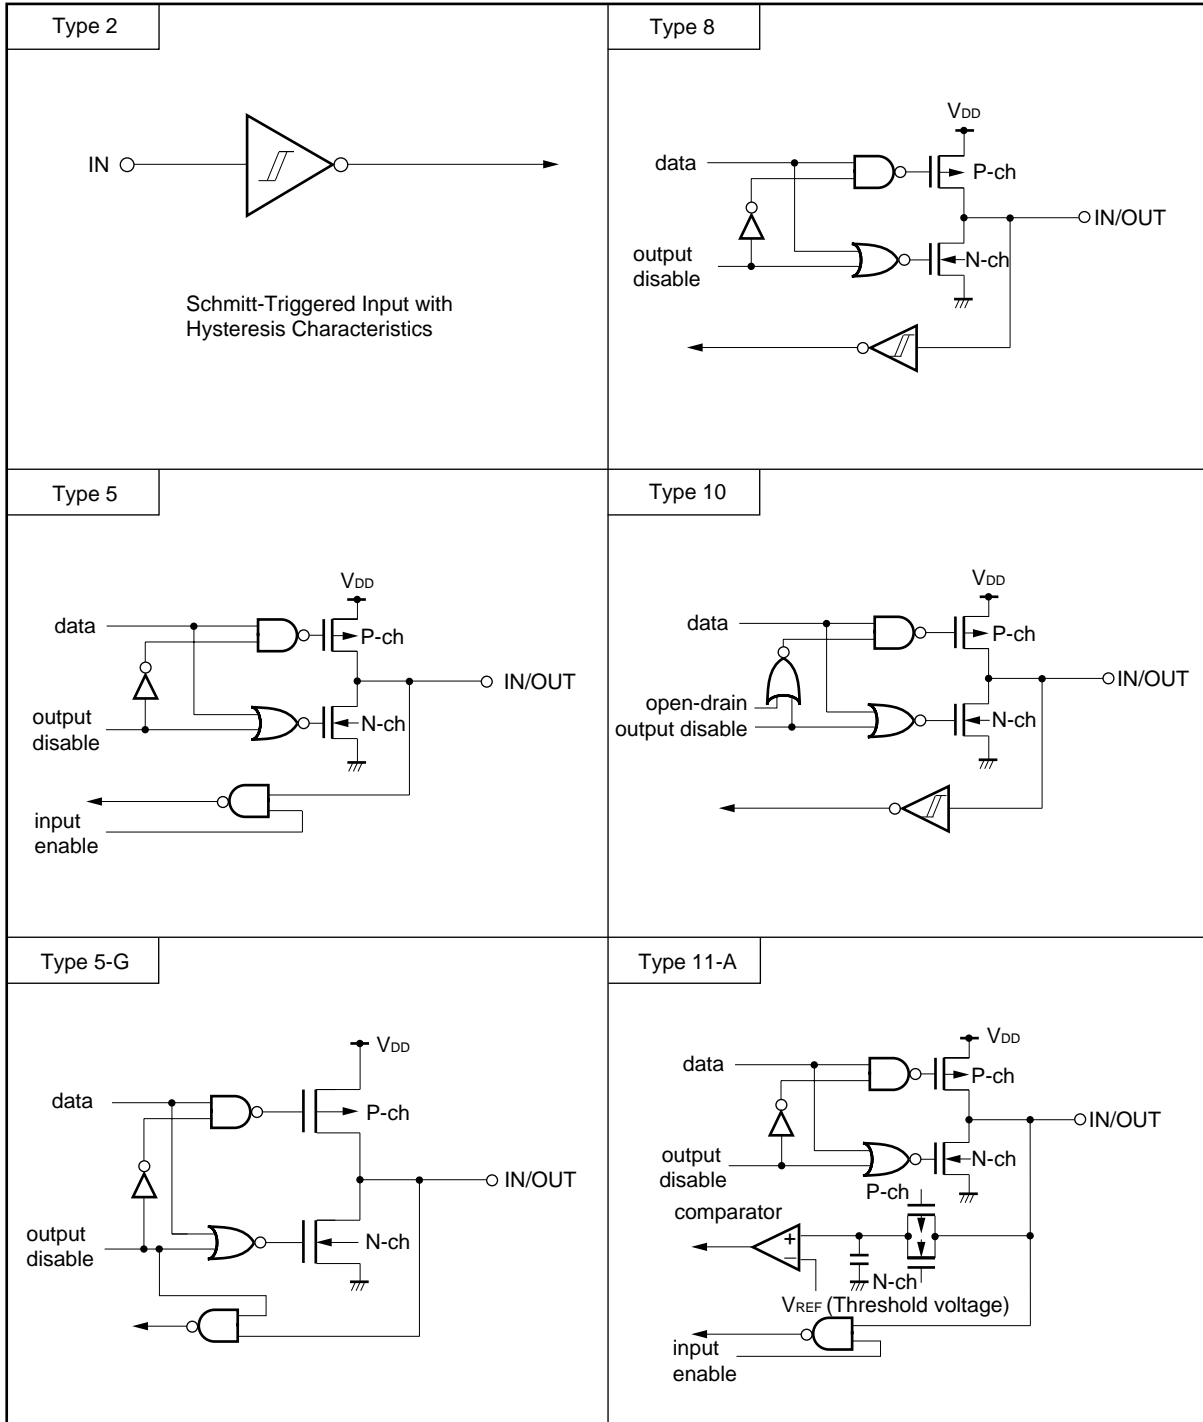 Type 2
IN
Schmitt-Triggered Input with
Hysteresis Characteristics
Type 8
VDD
data
P-ch
IN/OUT
output
disable
N-ch
Type 5
VDD
data
P-ch
IN/OUT
output
disable
N-ch
input
enable
Type 10
VDD
data
P-ch
IN/OUT
open-drain
output disable
N-ch
Type 5-G
VDD
data
P-ch
IN/OUT
output
disable
N-ch
Type 11-A
VDD
data
P-ch
IN/OUT
output
disable
N-ch
P-ch
comparator
+
−
N-ch
VREF (Threshold voltage)
input
enable